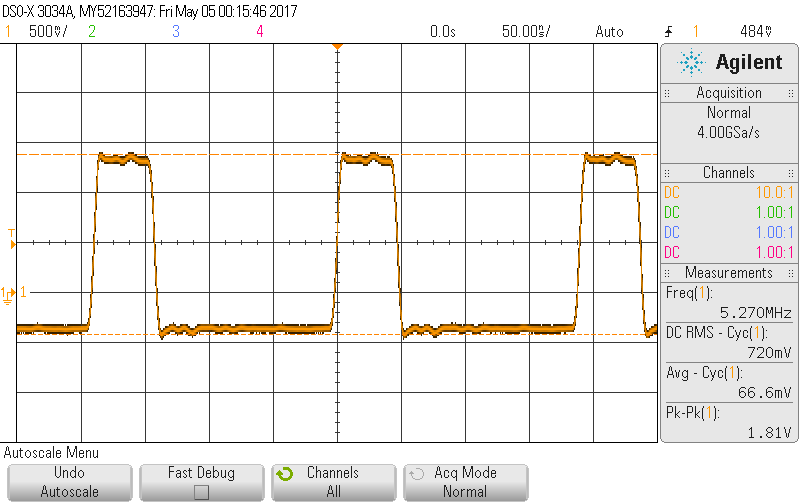 DSO-X 3034A, MY52163947: Fri May 05 00:15:46 2017
1 500mV/ 2 3 4 0.0s 50.00ns/ Auto 1 484mV
Agilent
Acquisition
Normal
4.00GSa/s
Channels
DC 10.0:1
DC 1.00:1
DC 1.00:1
DC 1.00:1
Measurements
Freq(1):
5.270MHz
DC RMS - Cyc(1):
720mV
Avg - Cyc(1):
66.6mV
Pk-Pk(1):
1.81V
T
1 1
Autoscale Menu
Undo
Autoscale
Fast Debug
Channels
All
Acq Mode
Normal